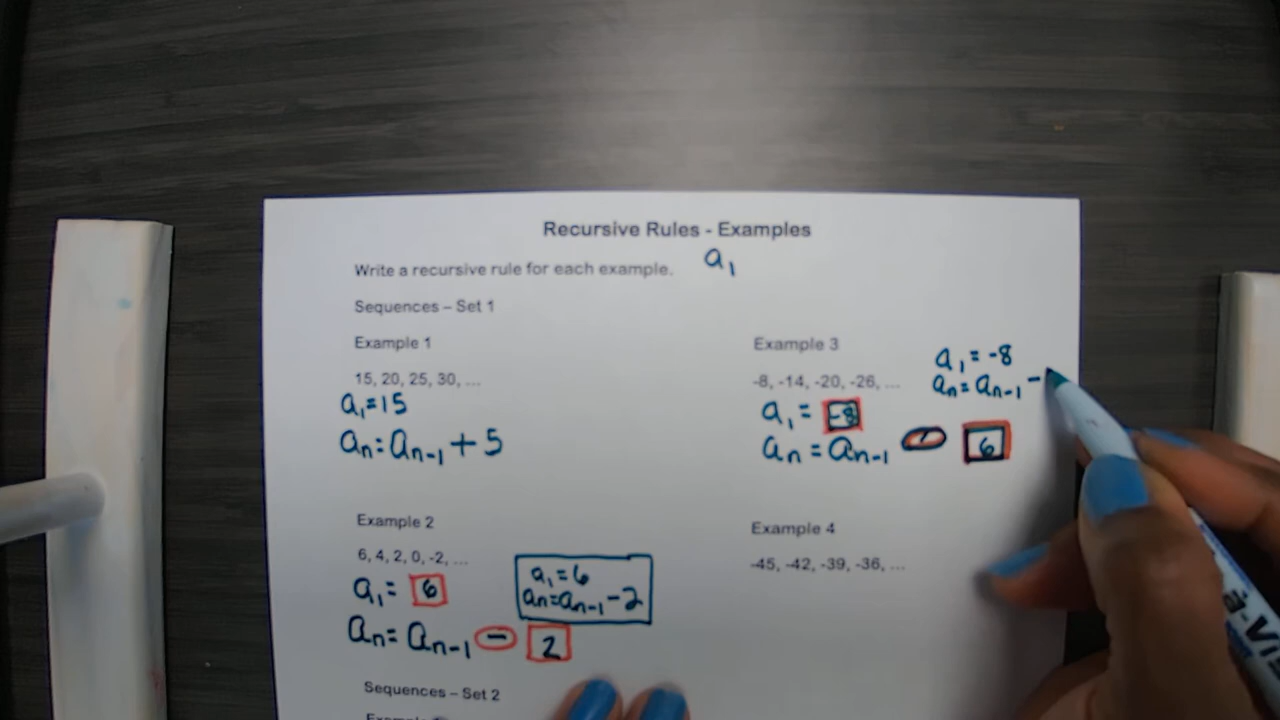 Recursive Rules - Examples
Write a recursive rule for each example. a₁
Sequences – Set 1
Example 1
15, 20, 25, 30, ...
a₁=15
aₙ=aₙ₋₁+5
Example 2
6, 4, 2, 0, -2, ...
a₁= 6
aₙ= aₙ₋₁ - 2
a₁=6
aₙ=aₙ₋₁-2
Sequences – Set 2
Example 3
-8, -14, -20, -26, ...
a₁ = -8
aₙ = aₙ₋₁ - 6
a₁ = -8
aₙ=aₙ₋₁ -
Example 4
-45, -42, -39, -36, ...